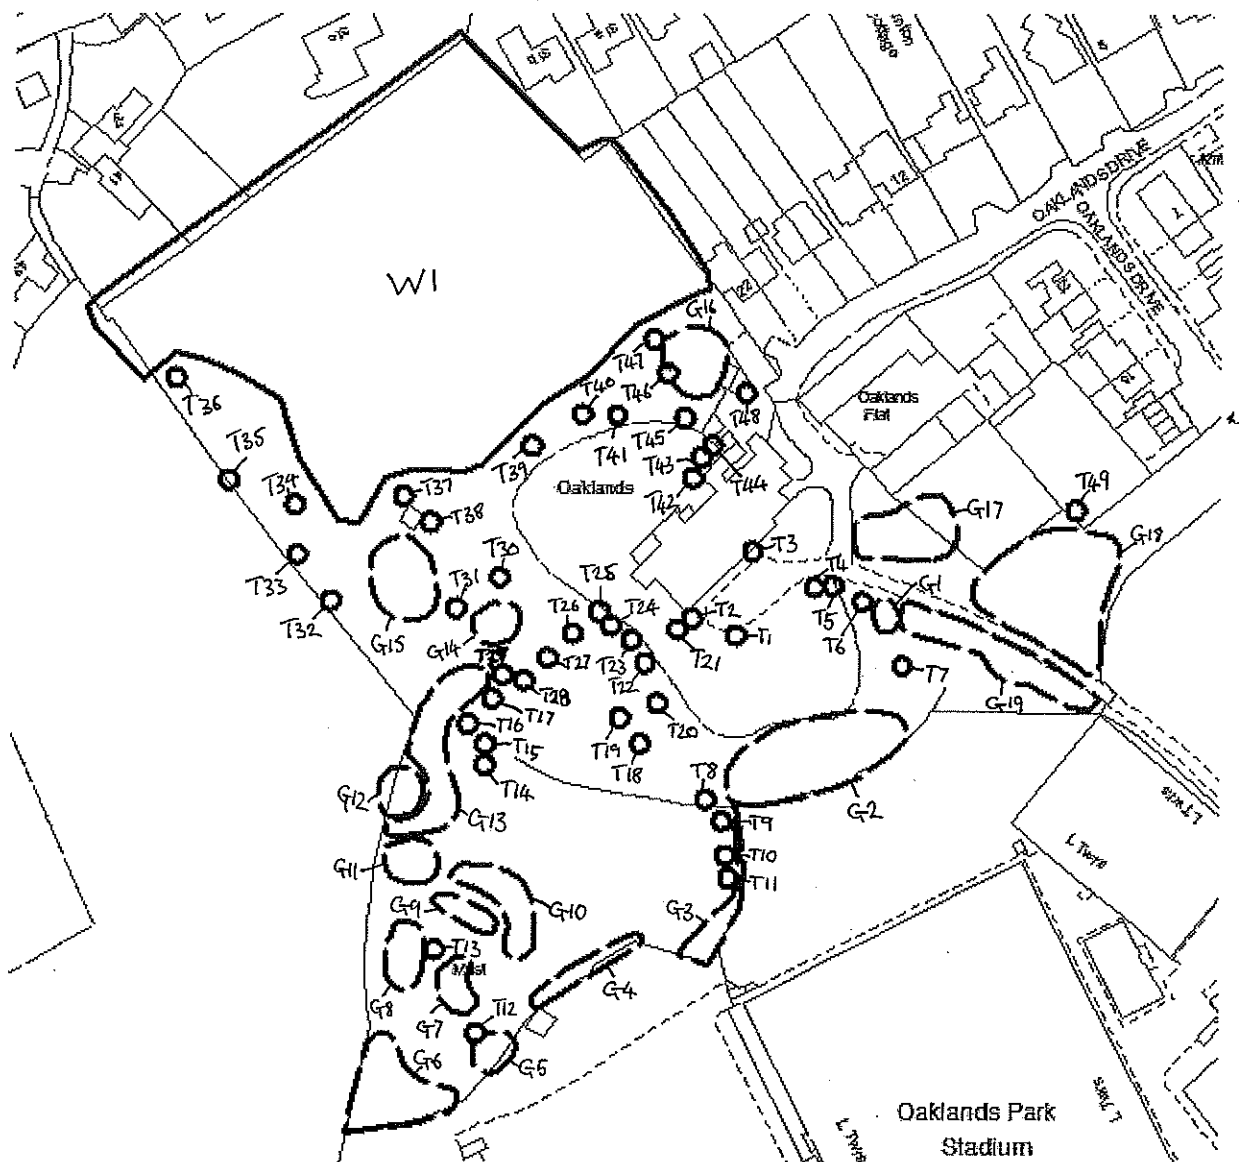 W1
OAKLANDS DRIVE
OAKLANDS DRIVE
12
22
G16
T47
T36
T40
T46
T48
Oaklands
Flat
T35
T41
T45
T39
T43
T44
T34
T37
Oaklands
T42
T49
T38
G17
G18
T3
T33
T30
T4
T25
G1
T31
T26
T24
T2
T5
T32
T6
G15
G14
T1
T23
T21
T27
T22
T7
T28
G19
T17
T16
T20
T15
T19
T18
T14
T8
G12
G2
G13
T9
T10
G11
T11
L Twrs
L Twrs
G9
G10
G3
T13
G8
G4
G7
T12
G6
G5
L Twrs
L Twrs
Oaklands Park
Stadium